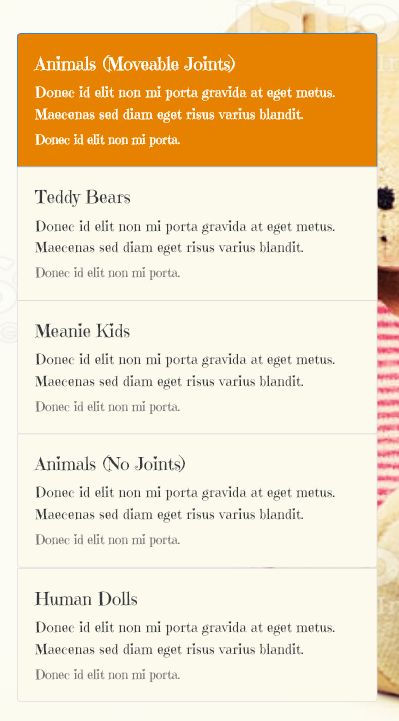 Animals (Moveable Joints)
Donec id elit non mi porta gravida at eget metus.
Maecenas sed diam eget risus varius blandit.
Donec id elit non mi porta.
Teddy Bears
Donec id elit non mi porta gravida at eget metus.
Maecenas sed diam eget risus varius blandit.
Donec id elit non mi porta.
Meanie Kids
Donec id elit non mi porta gravida at eget metus.
Maecenas sed diam eget risus varius blandit.
Donec id elit non mi porta.
Animals (No Joints)
Donec id elit non mi porta gravida at eget metus.
Maecenas sed diam eget risus varius blandit.
Donec id elit non mi porta.
Human Dolls
Donec id elit non mi porta gravida at eget metus.
Maecenas sed diam eget risus varius blandit.
Donec id elit non mi porta.